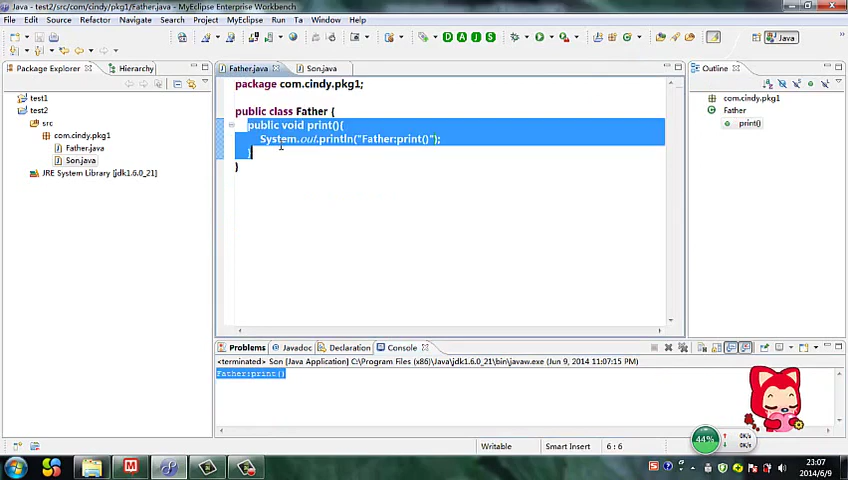 Java - test2/src/com/cindy/pkg1/Father.java - MyEclipse Enterprise Workbench
File Edit Source Refactor Navigate Search Project MyEclipse Run Tango Window Help
Java
Package Explorer Hierarchy
test1
test2
src
com.cindy.pkg1
Father.java
Son.java
JRE System Library [jdk1.6.0_21]
Father.java Son.java
package com.cindy.pkg1;
public class Father {
public void print(){
System.out.println("Father:print()");
}
}
Outline
com.cindy.pkg1
Father
print()
Problems Javadoc Declaration Console
<terminated> Son [Java Application] C:\Program Files (x86)\Java\jdk1.6.0_21\bin\javaw.exe (Jun 9, 2014 11:07:15 PM)
Father:print()
44% 0K/s
0K/s
Writable Smart Insert 6 : 6
23:07
2014/6/9